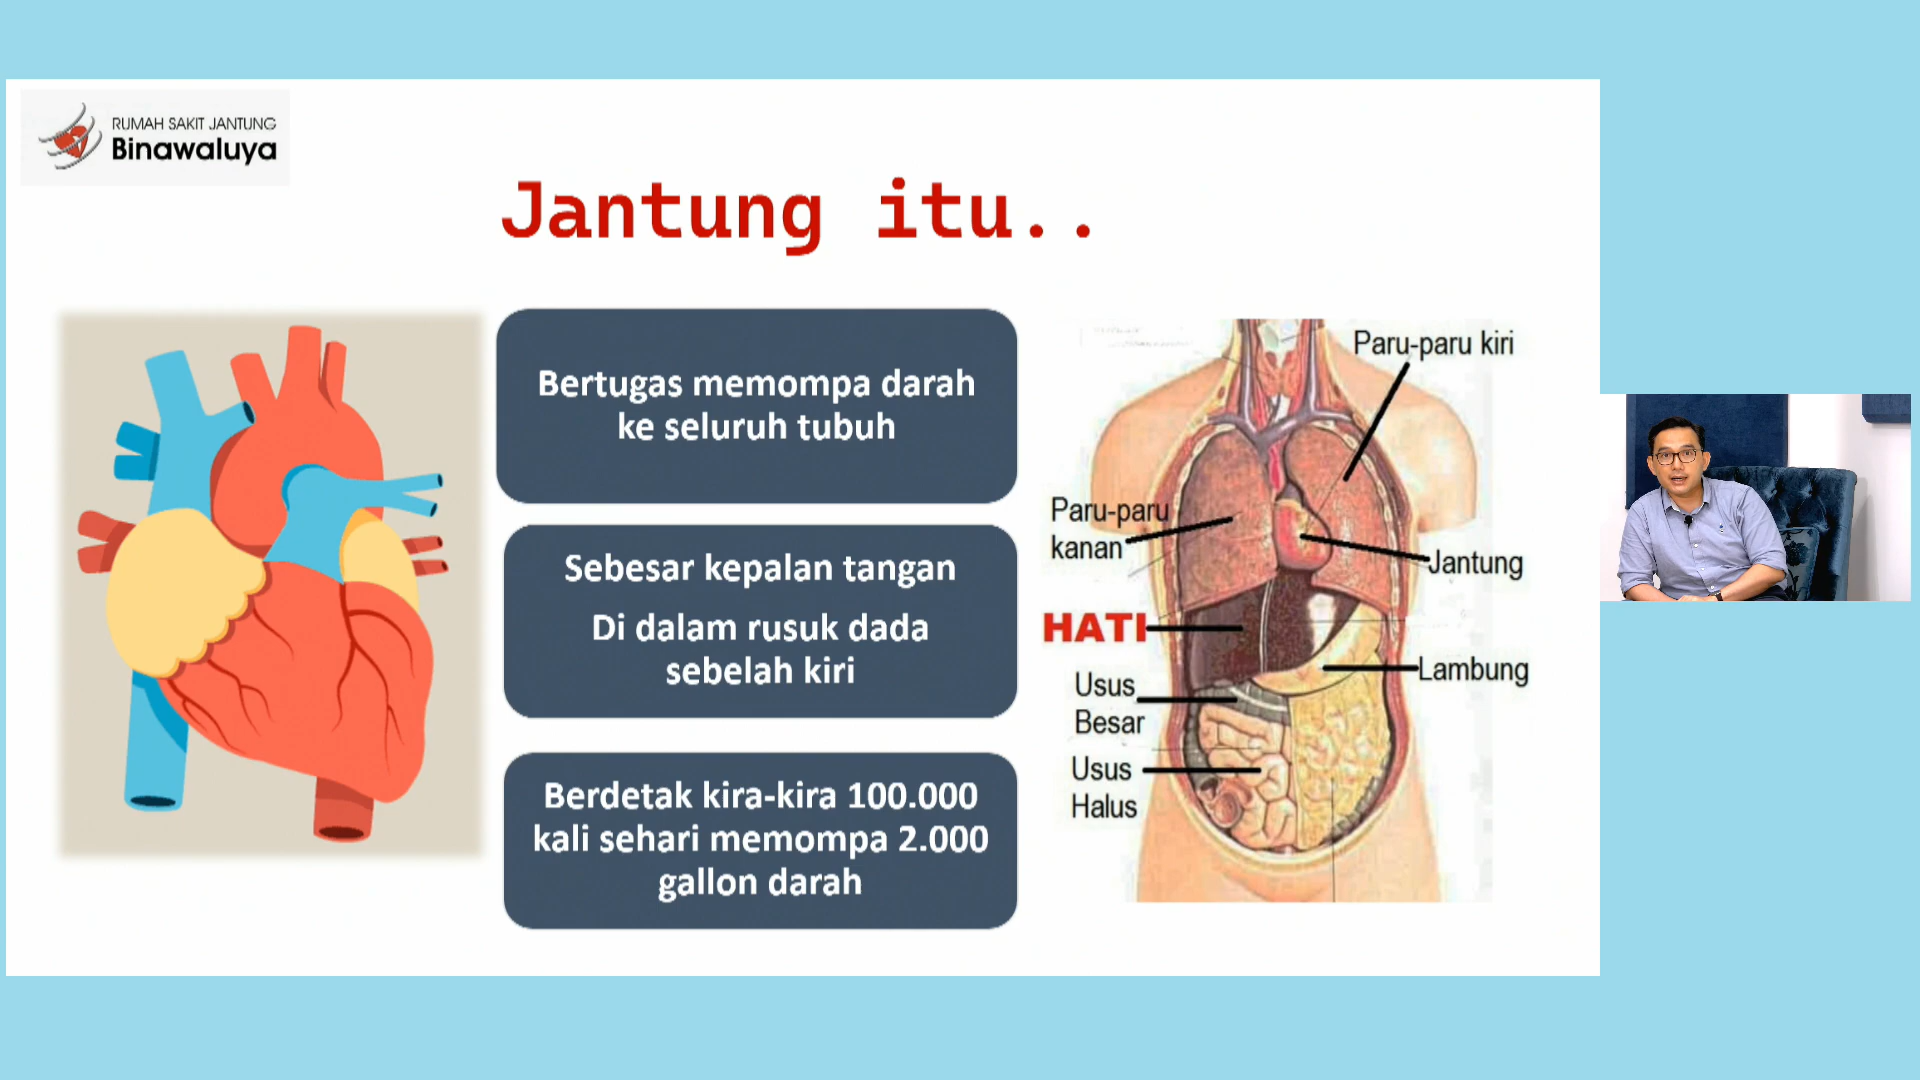 RUMAH SAKIT JANTUNG
Binawaluya
Jantung itu..
Bertugas memompa darah
ke seluruh tubuh
Sebesar kepalan tangan
Di dalam rusuk dada
sebelah kiri
Berdetak kira-kira 100.000
kali sehari memompa 2.000
gallon darah
Paru-paru kiri
Paru-paru
kanan
Jantung
HATI
Lambung
Usus
Besar
Usus
Halus